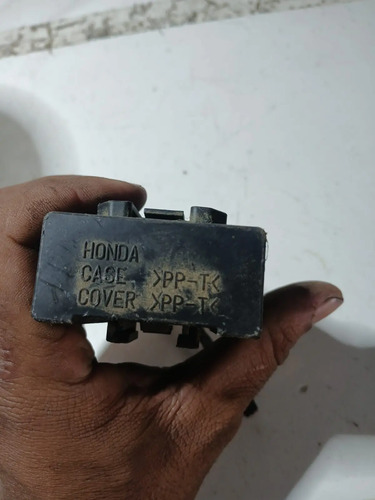 HONDA
CASE >PP-T<
COVER >PP-T<